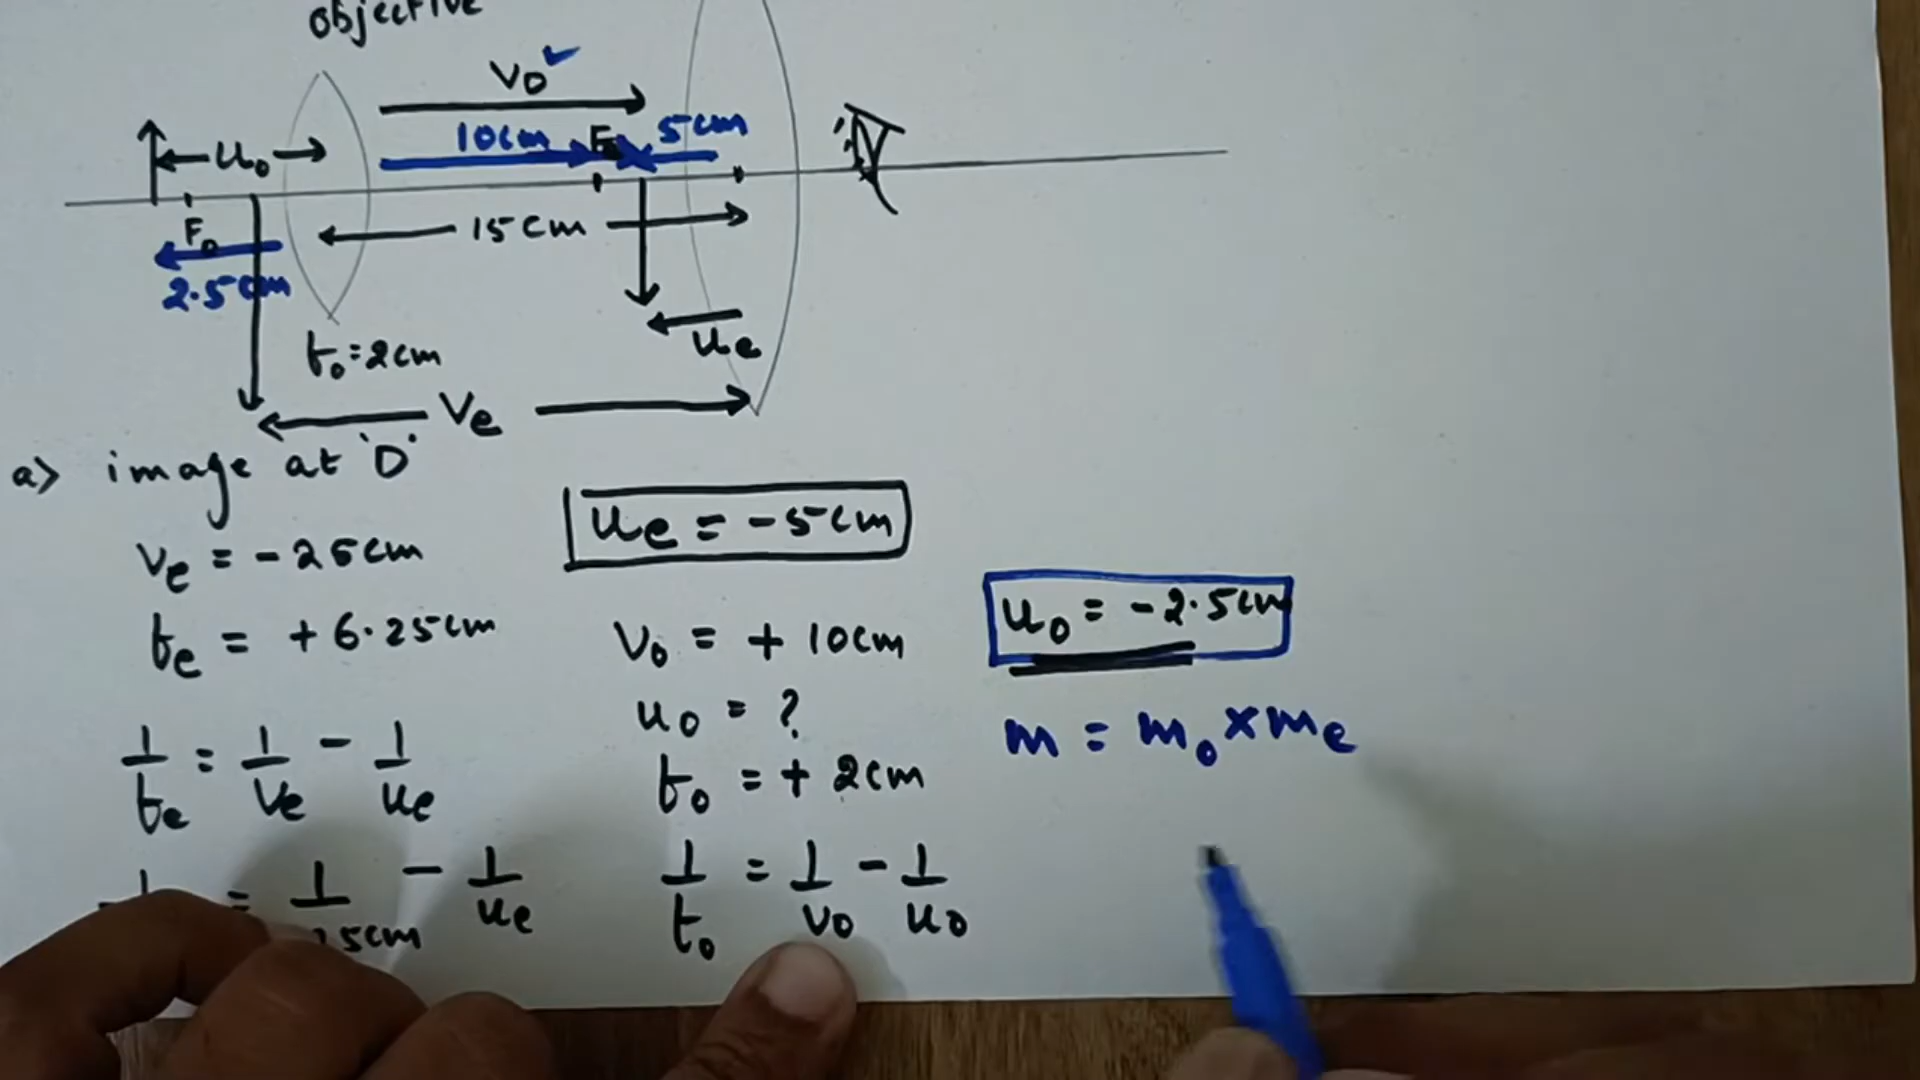 objective
V₀
10cm 5cm
u₀
15cm
F₀
2.5cm
uₑ
f₀=2cm
Vₑ
a) image at 'D'
Vₑ = -25cm
fₑ = +6.25cm
1/fₑ = 1/Vₑ - 1/uₑ
= 1/ 5cm - 1/uₑ
uₑ = -5cm
V₀ = +10cm
u₀ = ?
f₀ = +2cm
1/f₀ = 1/V₀ - 1/u₀
u₀ = -2.5cm
m = m₀ × mₑ